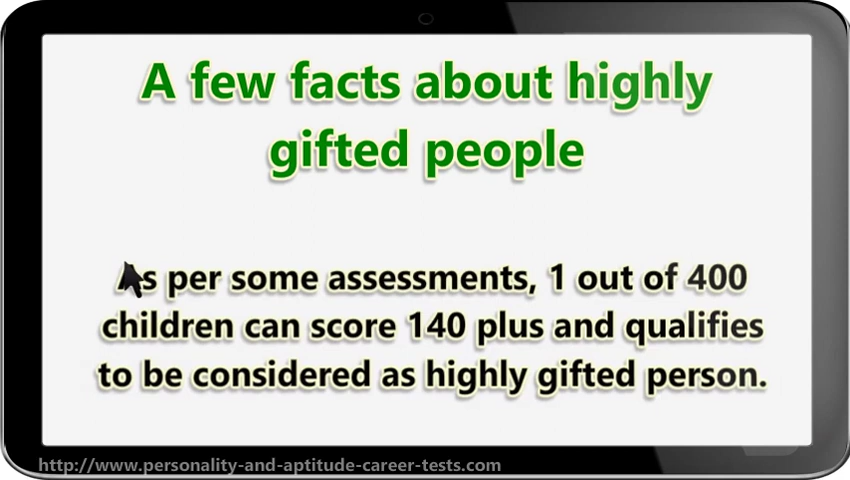 A few facts about highly
gifted people
As per some assessments, 1 out of 400
children can score 140 plus and qualifies
to be considered as highly gifted person.
http://www.personality-and-aptitude-career-tests.com